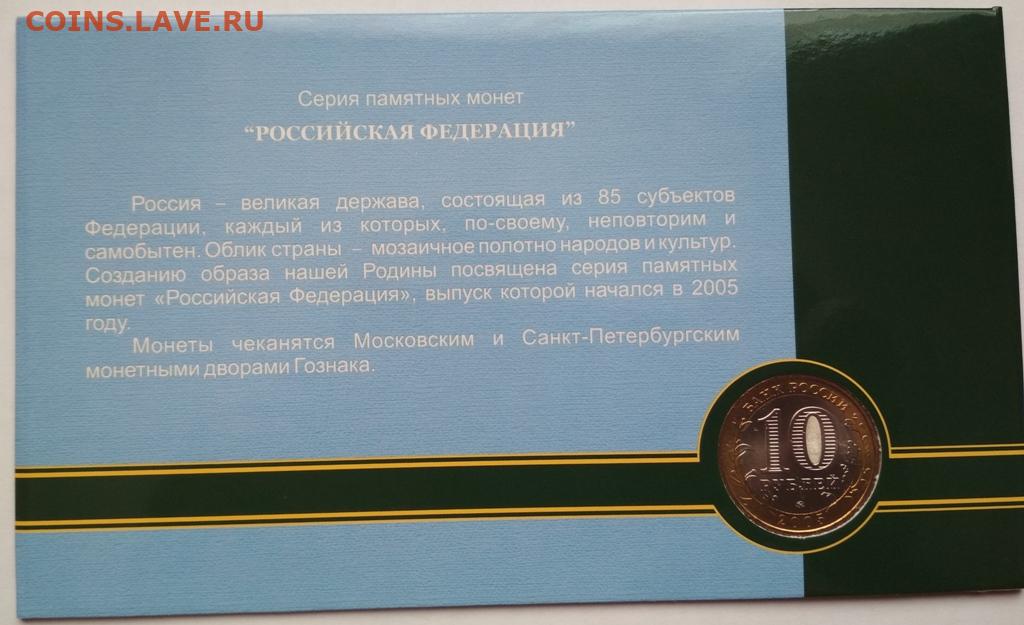 COINS.LAVE.RU
Серия памятных монет
“РОССИЙСКАЯ ФЕДЕРАЦИЯ”
Россия – великая держава, состоящая из 85 субъектов
Федерации, каждый из которых, по-своему, неповторим и
самобытен. Облик страны – мозаичное полотно народов и культур.
Созданию образа нашей Родины посвящена серия памятных
монет «Российская Федерация», выпуск которой начался в 2005
году.
Монеты чеканятся Московским и Санкт-Петербургским
монетными дворами Гознака.
БАНК РОССИИ
10
РУБЛЕЙ
2005